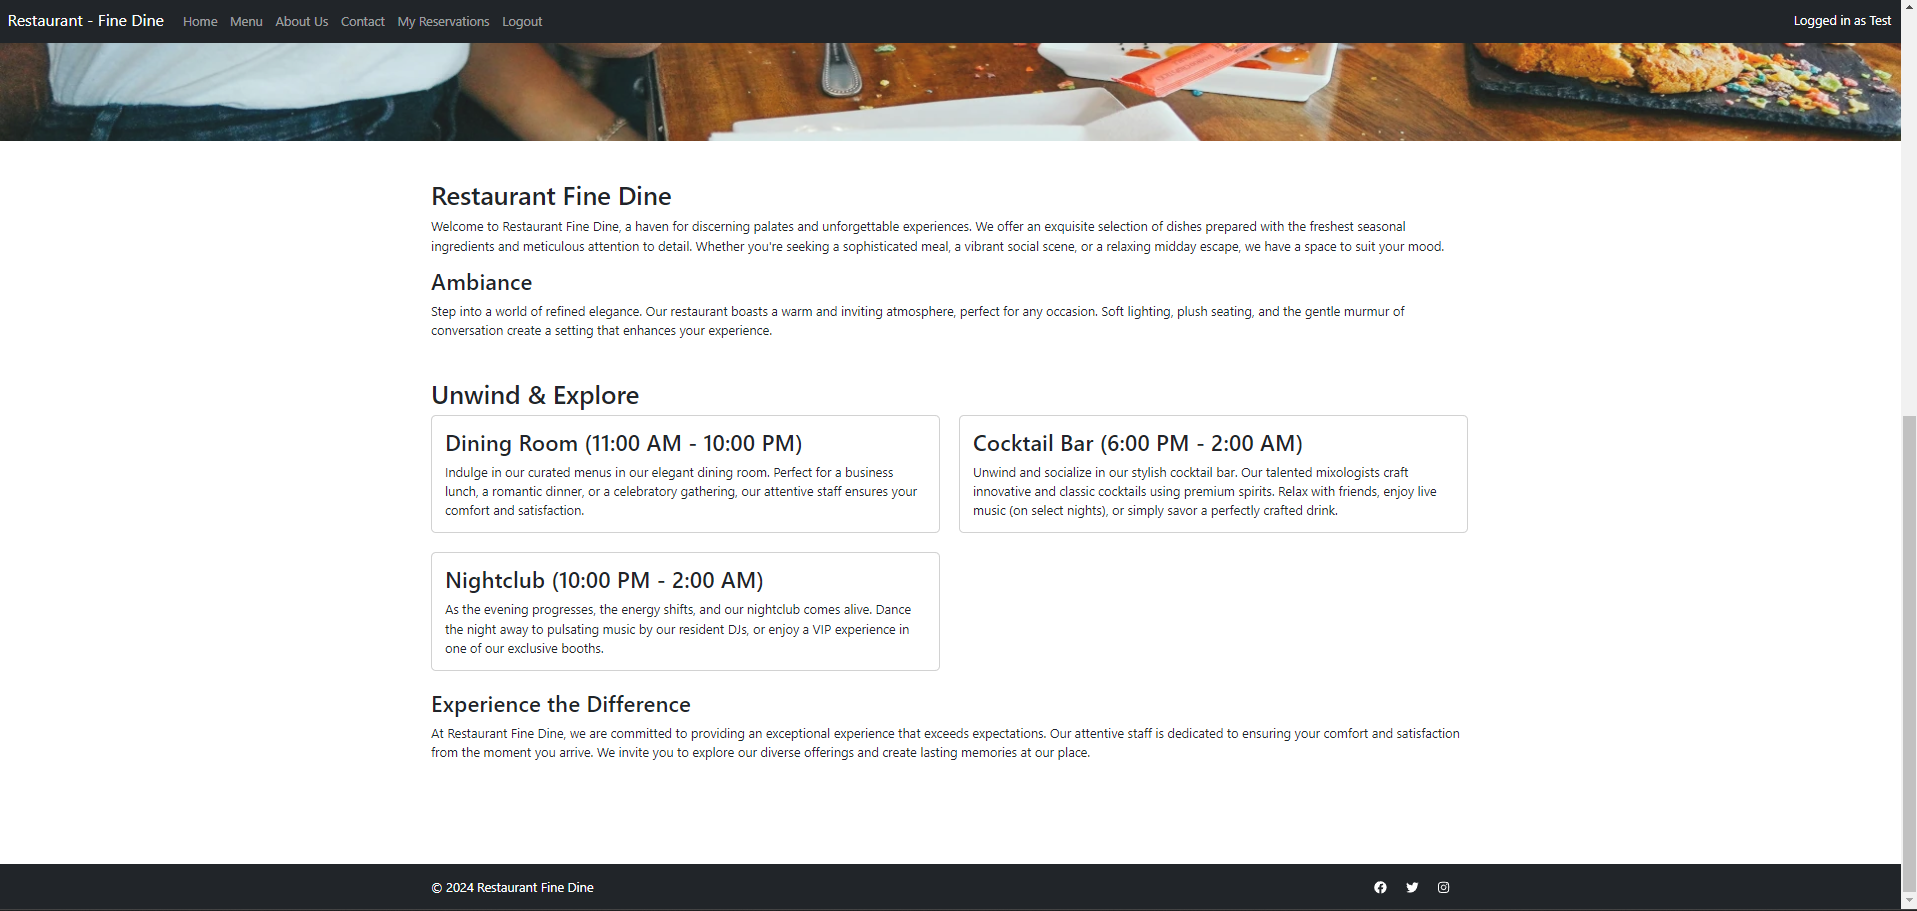 Restaurant - Fine Dine Home Menu About Us Contact My Reservations Logout Logged in as Test
Restaurant Fine Dine
Welcome to Restaurant Fine Dine, a haven for discerning palates and unforgettable experiences. We offer an exquisite selection of dishes prepared with the freshest seasonal
ingredients and meticulous attention to detail. Whether you're seeking a sophisticated meal, a vibrant social scene, or a relaxing midday escape, we have a space to suit your mood.
Ambiance
Step into a world of refined elegance. Our restaurant boasts a warm and inviting atmosphere, perfect for any occasion. Soft lighting, plush seating, and the gentle murmur of
conversation create a setting that enhances your experience.
Unwind & Explore
Dining Room (11:00 AM - 10:00 PM)
Indulge in our curated menus in our elegant dining room. Perfect for a business
lunch, a romantic dinner, or a celebratory gathering, our attentive staff ensures your
comfort and satisfaction.
Cocktail Bar (6:00 PM - 2:00 AM)
Unwind and socialize in our stylish cocktail bar. Our talented mixologists craft
innovative and classic cocktails using premium spirits. Relax with friends, enjoy live
music (on select nights), or simply savor a perfectly crafted drink.
Nightclub (10:00 PM - 2:00 AM)
As the evening progresses, the energy shifts, and our nightclub comes alive. Dance
the night away to pulsating music by our resident DJs, or enjoy a VIP experience in
one of our exclusive booths.
Experience the Difference
At Restaurant Fine Dine, we are committed to providing an exceptional experience that exceeds expectations. Our attentive staff is dedicated to ensuring your comfort and satisfaction
from the moment you arrive. We invite you to explore our diverse offerings and create lasting memories at our place.
© 2024 Restaurant Fine Dine